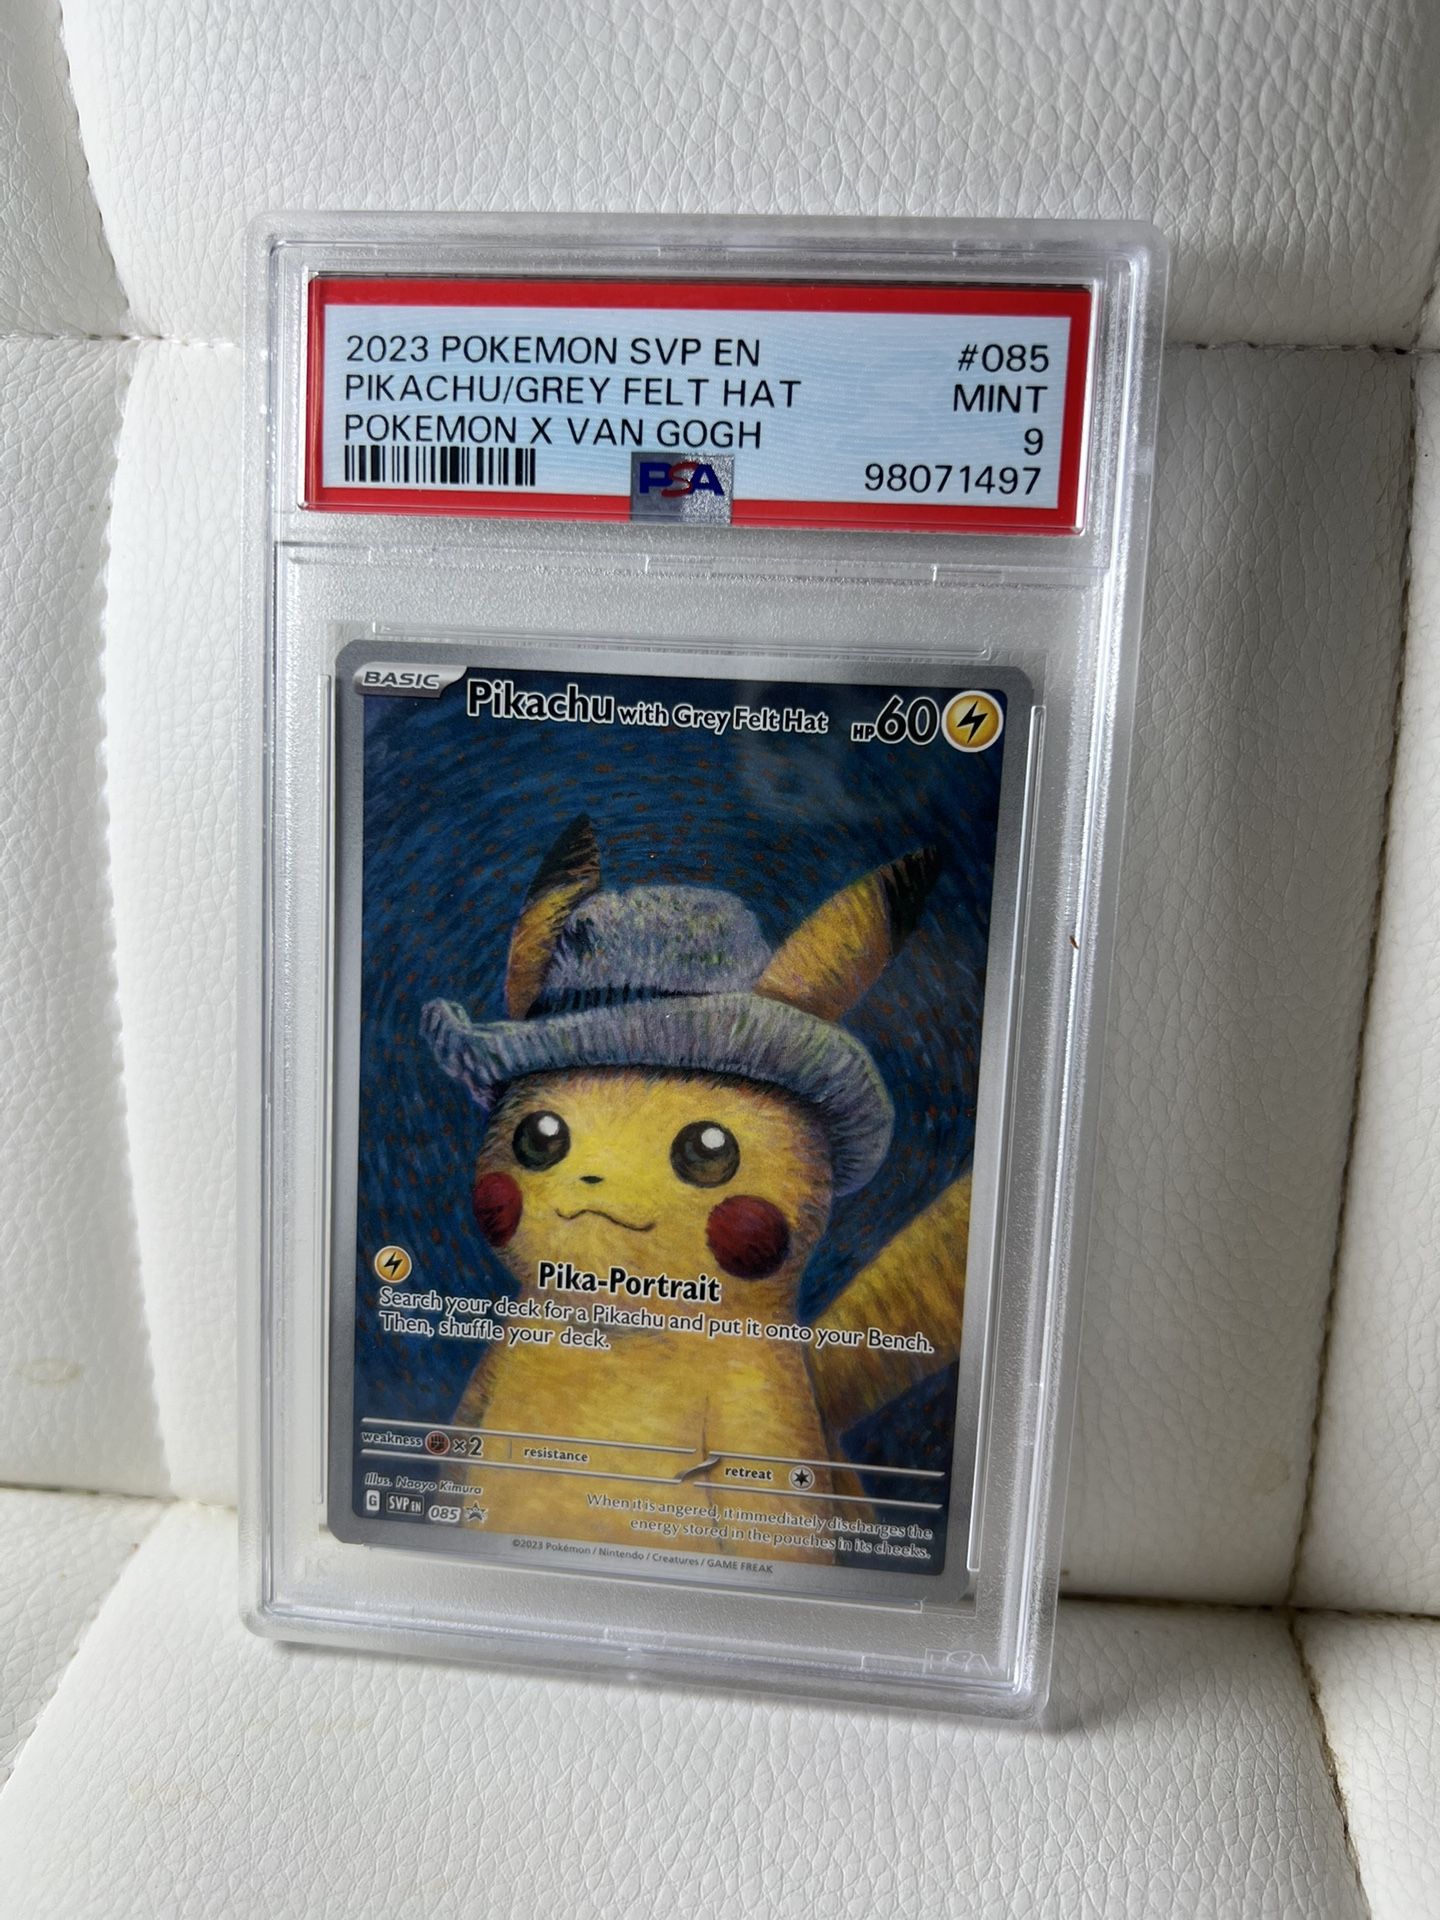 2023 POKEMON SVP EN #085
PIKACHU/GREY FELT HAT MINT
POKEMON X VAN GOGH 9
PSA 98071497
BASIC Pikachu with Grey Felt Hat HP 60
Pika-Portrait
Search your deck for a Pikachu and put it onto your Bench.
Then, shuffle your deck.
weakness ×2 resistance retreat
Illus. Naoyo Kimura
G SVP EN 085
When it is angered, it immediately discharges the
energy stored in the pouches in its cheeks.
©2023 Pokémon / Nintendo / Creatures / GAME FREAK
PSA